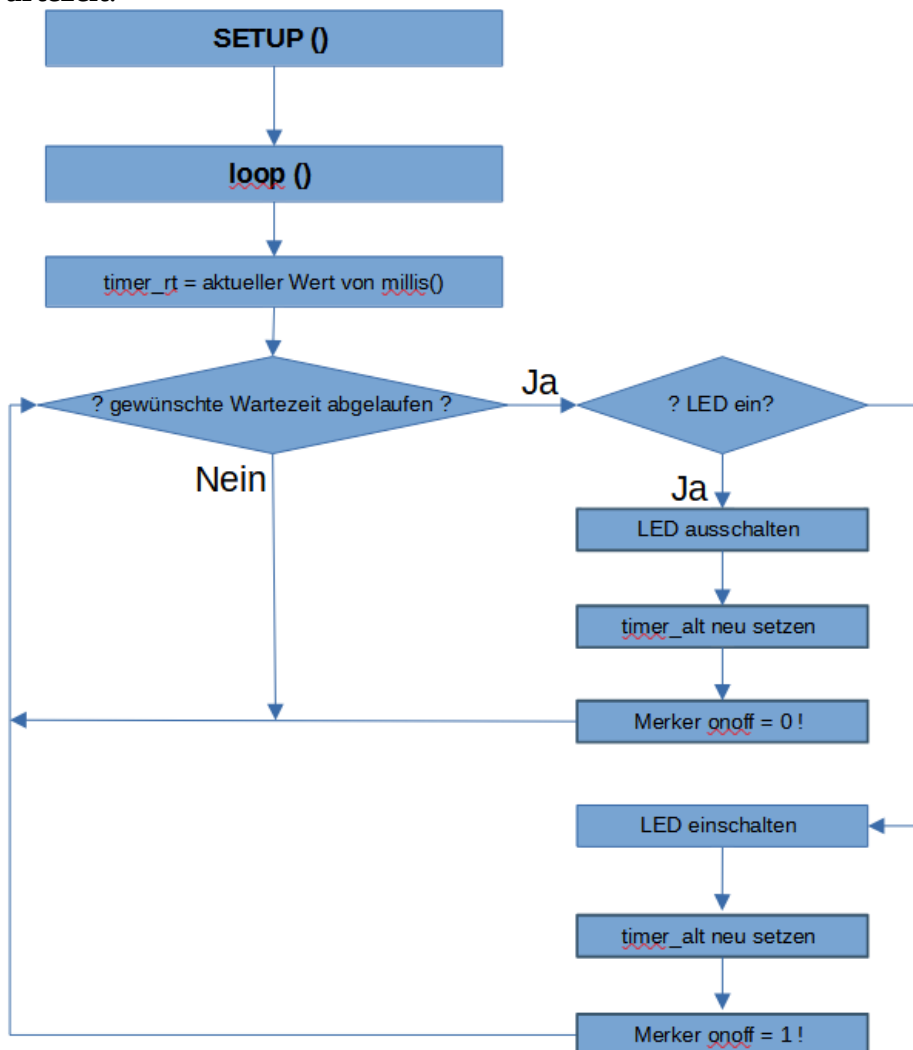 SETUP ()
loop ()
timer_rt = aktueller Wert von millis()
? gewünschte Wartezeit abgelaufen ?
Ja
? LED ein?
Nein
Ja
LED ausschalten
timer_alt neu setzen
Merker onoff = 0 !
LED einschalten
timer_alt neu setzen
Merker onoff = 1 !